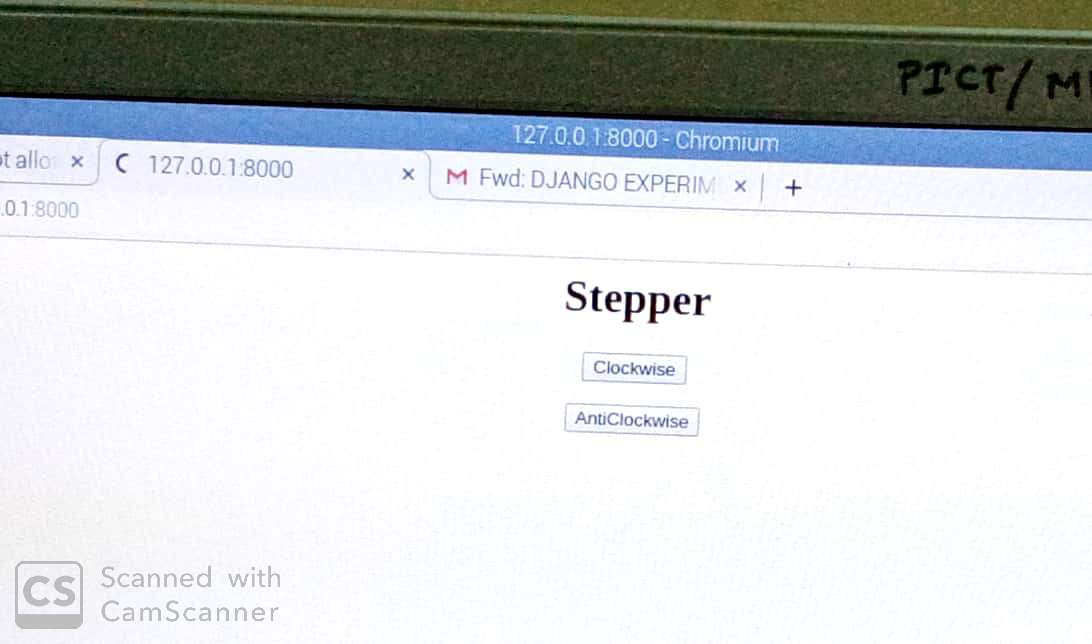 PICT/
127.0.0.1:8000 - Chromium
127.0.0.1:8000
Fwd: DJANGO EXPERIM
.0.1:8000
Stepper
Clockwise
AntiClockwise
CS Scanned with
CamScanner